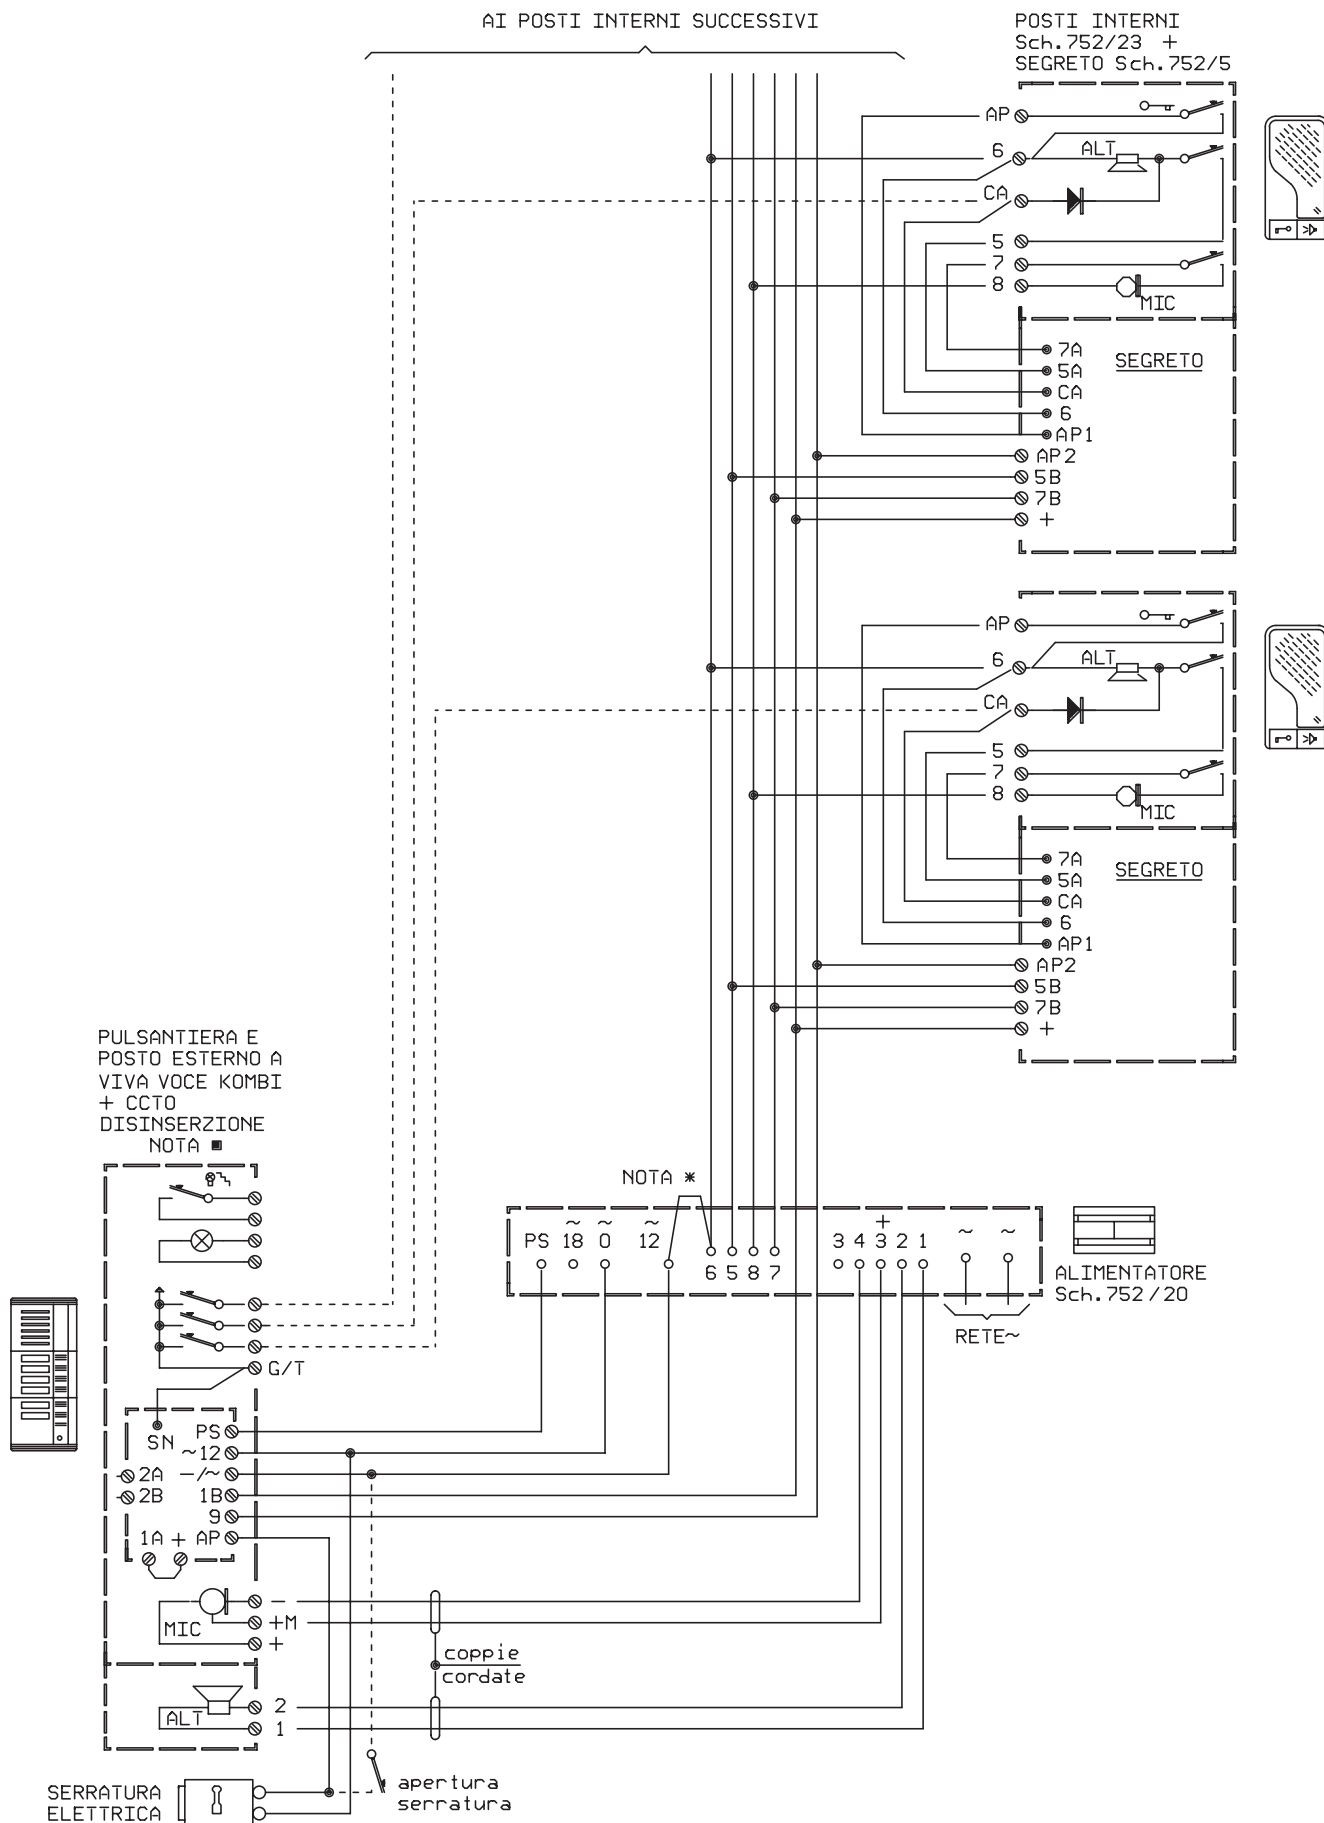 AI POSTI INTERNI SUCCESSIVI
POSTI INTERNI
Sch.752/23 +
SEGRETO Sch.752/5
AP
6
ALT
CA
5
7
8
MIC
7A
SEGRETO
5A
CA
6
AP1
AP2
5B
7B
+
AP
6
ALT
CA
5
7
8
MIC
7A
SEGRETO
5A
CA
6
AP1
AP2
5B
7B
+
PULSANTIERA E
POSTO ESTERNO A
VIVA VOCE KOMBI
+ CCTO
DISINSERZIONE
NOTA ■
NOTA *
~ ~ ~ + ~ ~
PS 18 0 12 3 4 3 2 1
6 5 8 7
ALIMENTATORE
Sch.752/20
RETE~
G/T
SN
PS
~12
2A -/~
2B 1B
9
1A + AP
-
MIC +M
+
coppie
cordate
2
ALT
1
apertura
serratura
SERRATURA
ELETTRICA